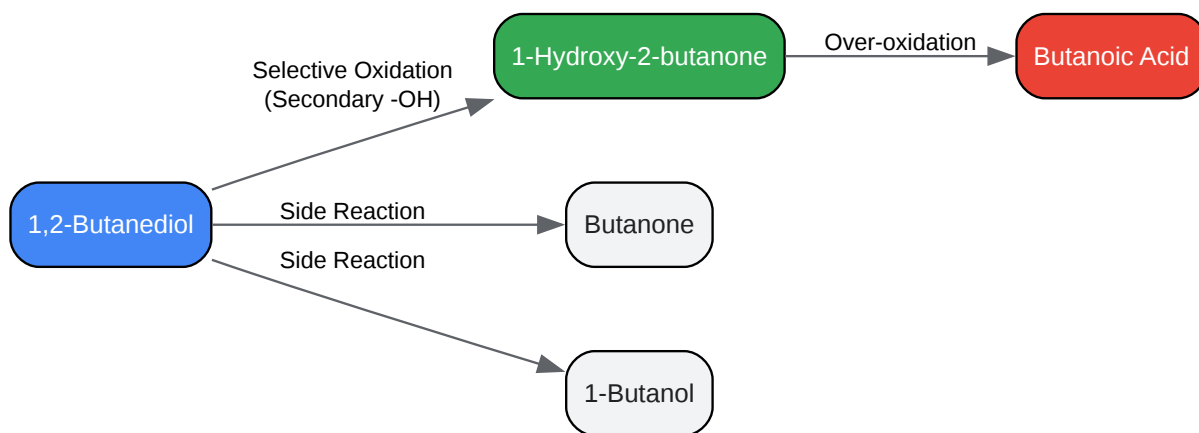 1-Hydroxy-2-butanone
Over-oxidation
Butanoic Acid
Selective Oxidation
(Secondary -OH)
1,2-Butanediol
Side Reaction
Butanone
Side Reaction
1-Butanol